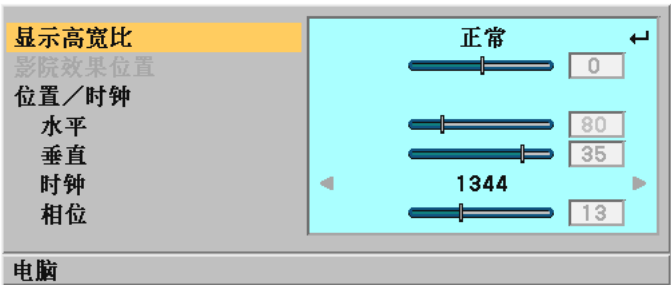 显示高宽比 正常
影院效果位置 0
位置／时钟
水平 80
垂直 35
时钟 1344
相位 13
电脑